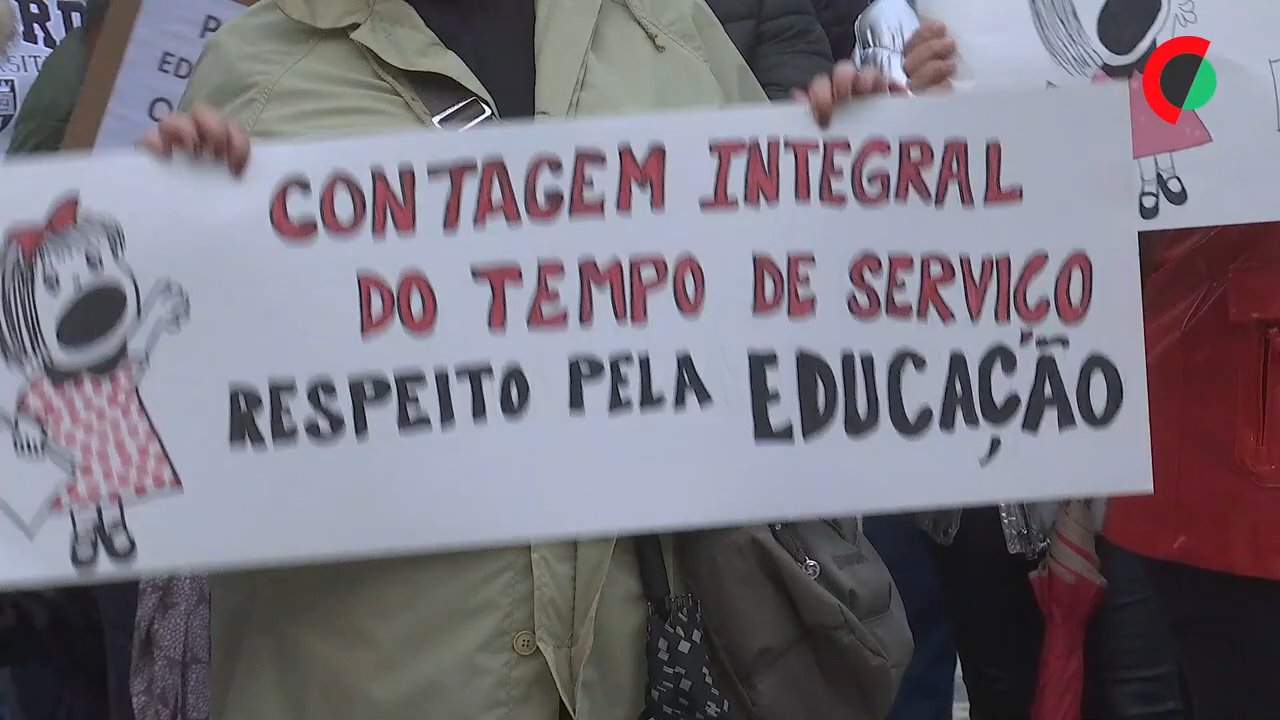 CONTAGEM INTEGRAL
DO TEMPO DE SERVIÇO
RESPEITO PELA EDUCAÇÃO